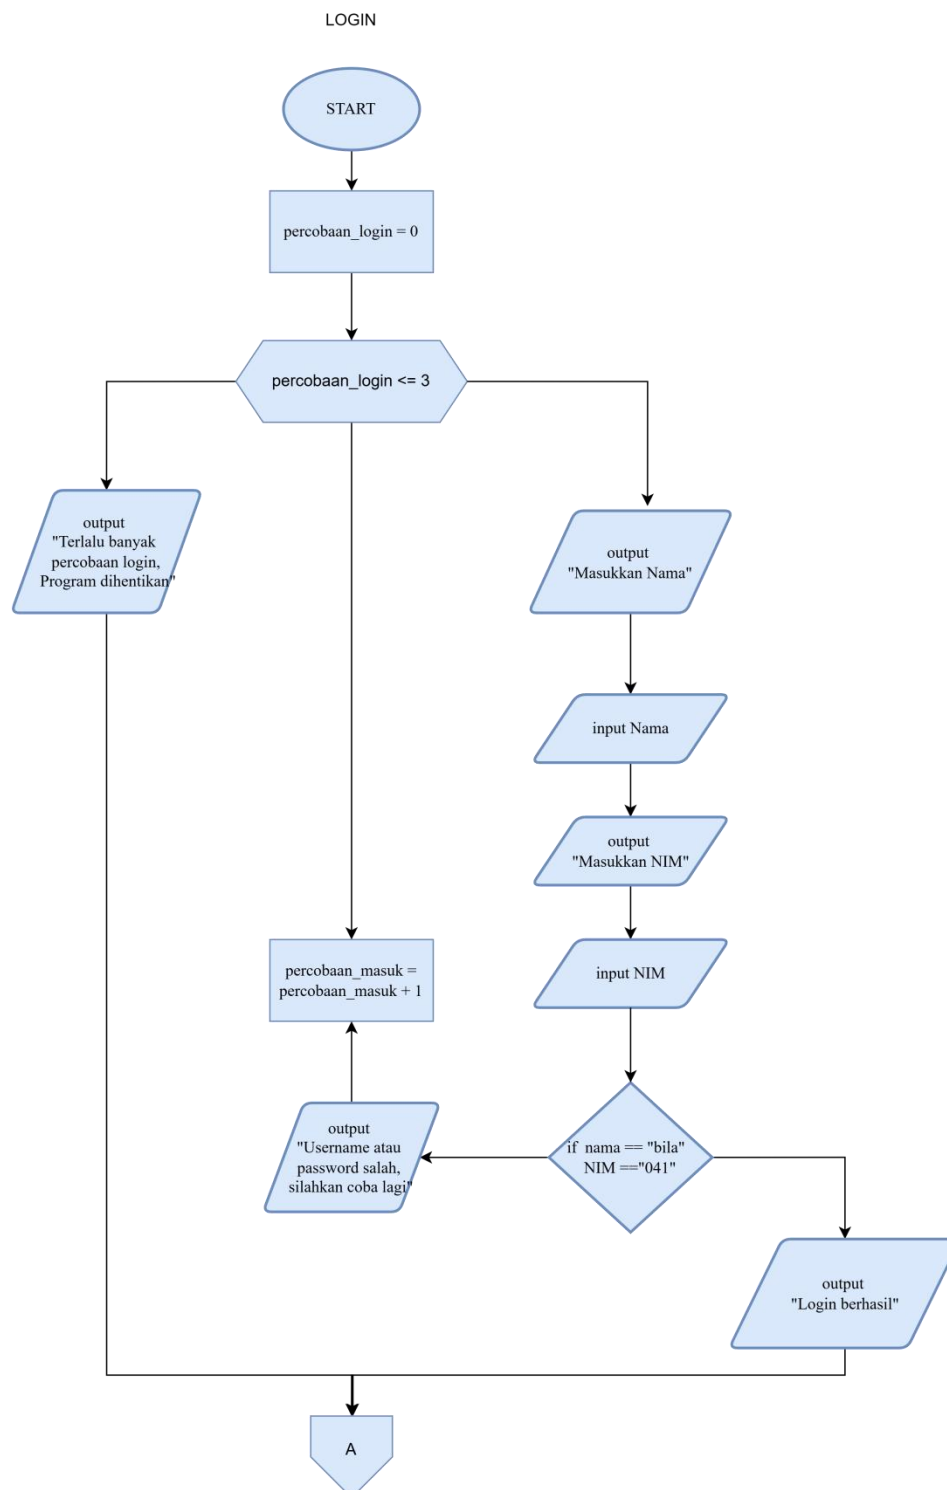 LOGIN
START
percobaan_login = 0
percobaan_login <= 3
output
"Terlalu banyak
percobaan login,
Program dihentikan"
output
"Masukkan Nama"
input Nama
output
"Masukkan NIM"
input NIM
percobaan_masuk =
percobaan_masuk + 1
if nama == "bila"
NIM =="041"
output
"Username atau
password salah,
silahkan coba lagi"
output
"Login berhasil"
A